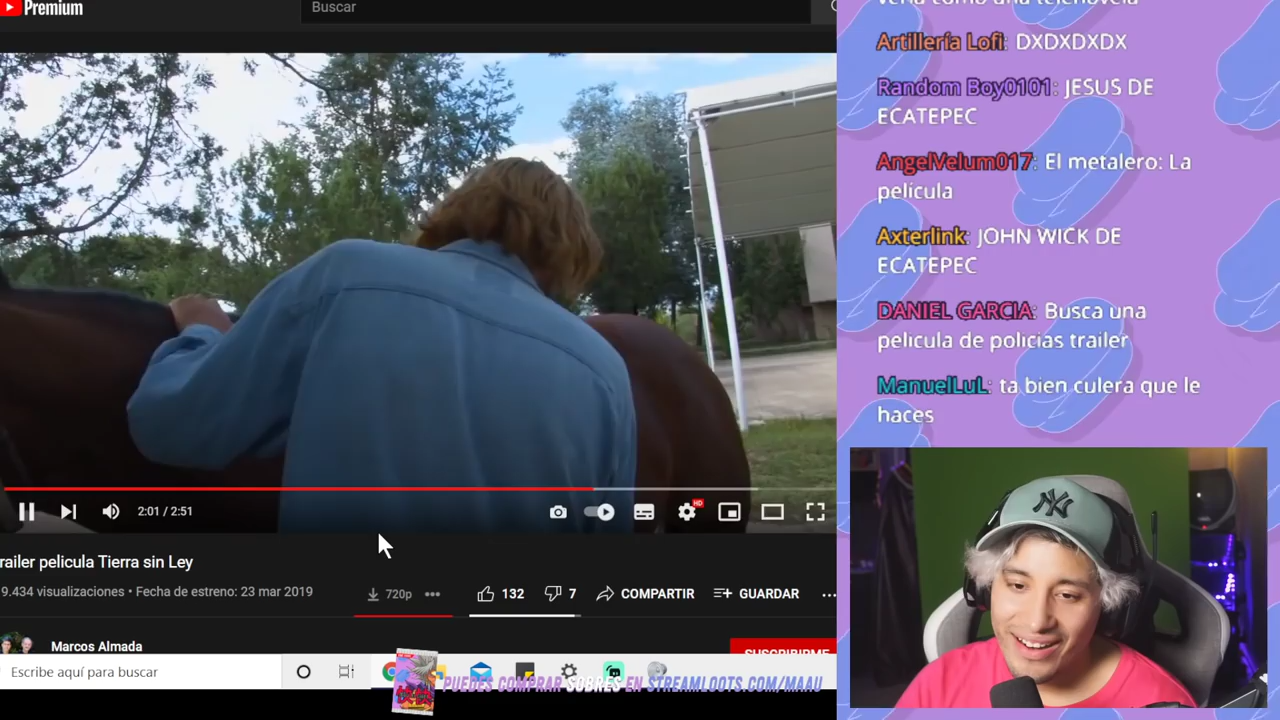 Premium
Buscar
vería como una telenovela
Artillería Lofi: DXDXDXDX
Random Boy0101: JESUS DE
ECATEPEC
AngelVelum017: El metalero: La
película
Axterlink: JOHN WICK DE
ECATEPEC
DANIEL GARCIA: Busca una
pelicula de policias trailer
ManuelLuL: ta bien culera que le
haces
2:01 / 2:51
HD
railer pelicula Tierra sin Ley
9.434 visualizaciones • Fecha de estreno: 23 mar 2019
720p
132
7
COMPARTIR
GUARDAR
Marcos Almada
SUSCRIBIRME
Escribe aquí para buscar
PUEDES COMPRAR SOBRES EN STREAMLOOTS.COM/MAAU